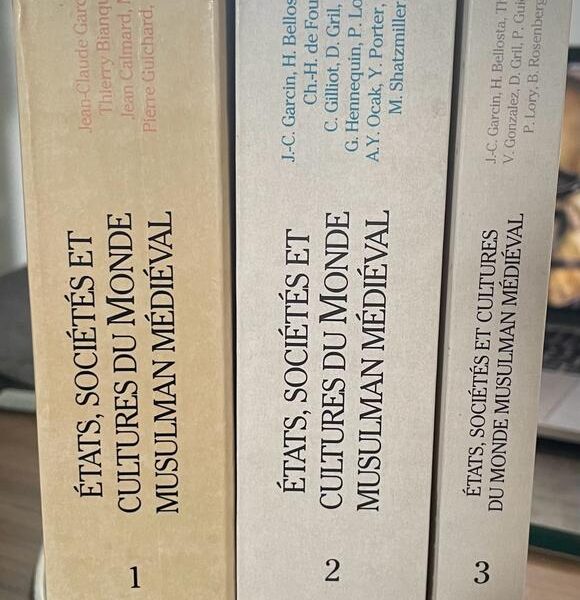 Jean-Claude Garc
Thierry Bianqu
Jean Calmard, M
Pierre Guichard,
ÉTATS, SOCIÉTÉS ET
CULTURES DU MONDE
MUSULMAN MÉDIÉVAL
1
J.-C. Garcin, H. Bellos
Ch.-H. de Fou
C. Gilliot, D. Gril,
G. Hennequin, P. Lo
A.Y. Ocak, Y. Porter,
M. Shatzmiller
ÉTATS, SOCIÉTÉS ET
CULTURES DU MONDE
MUSULMAN MÉDIÉVAL
2
J.-C. Garcin, H. Bellosta, Th
V. Gonzalez, D. Gril, P. Gui
P. Lory, B. Rosenberg
ÉTATS, SOCIÉTÉS ET CULTURES
DU MONDE MUSULMAN MÉDIÉVAL
3